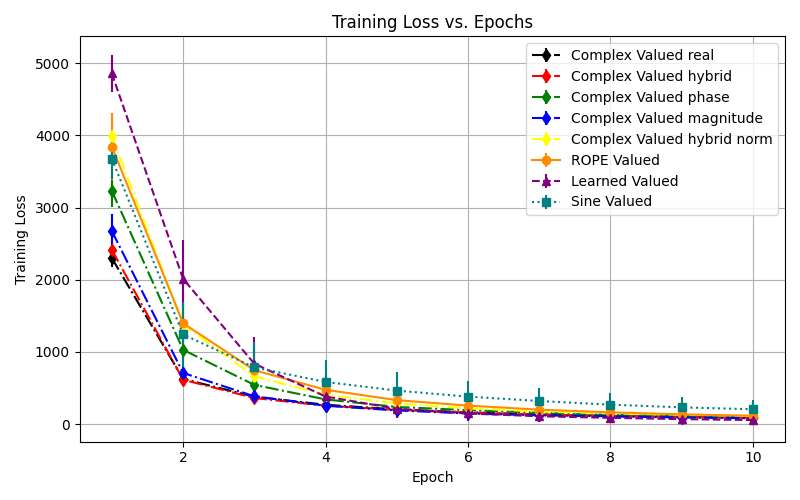 Training Loss vs. Epochs
5000
4000
3000
2000
1000
0
Training Loss
Complex Valued real
Complex Valued hybrid
Complex Valued phase
Complex Valued magnitude
Complex Valued hybrid norm
ROPE Valued
Learned Valued
Sine Valued
2 4 6 8 10
Epoch